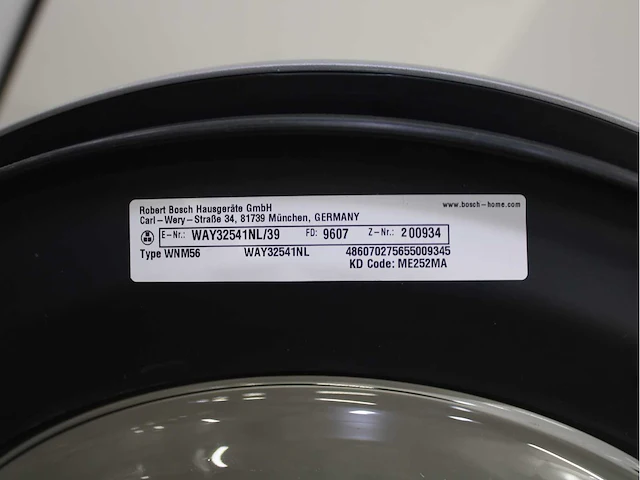 Robert Bosch Hausgeräte GmbH www.bosch-home.com
Carl-Wery-Straße 34, 81739 München, GERMANY
E-Nr.: WAY32541NL/39 FD: 9607 Z-Nr.: 200934
Type WNM56 WAY32541NL 486070275655009345
KD Code: ME252MA